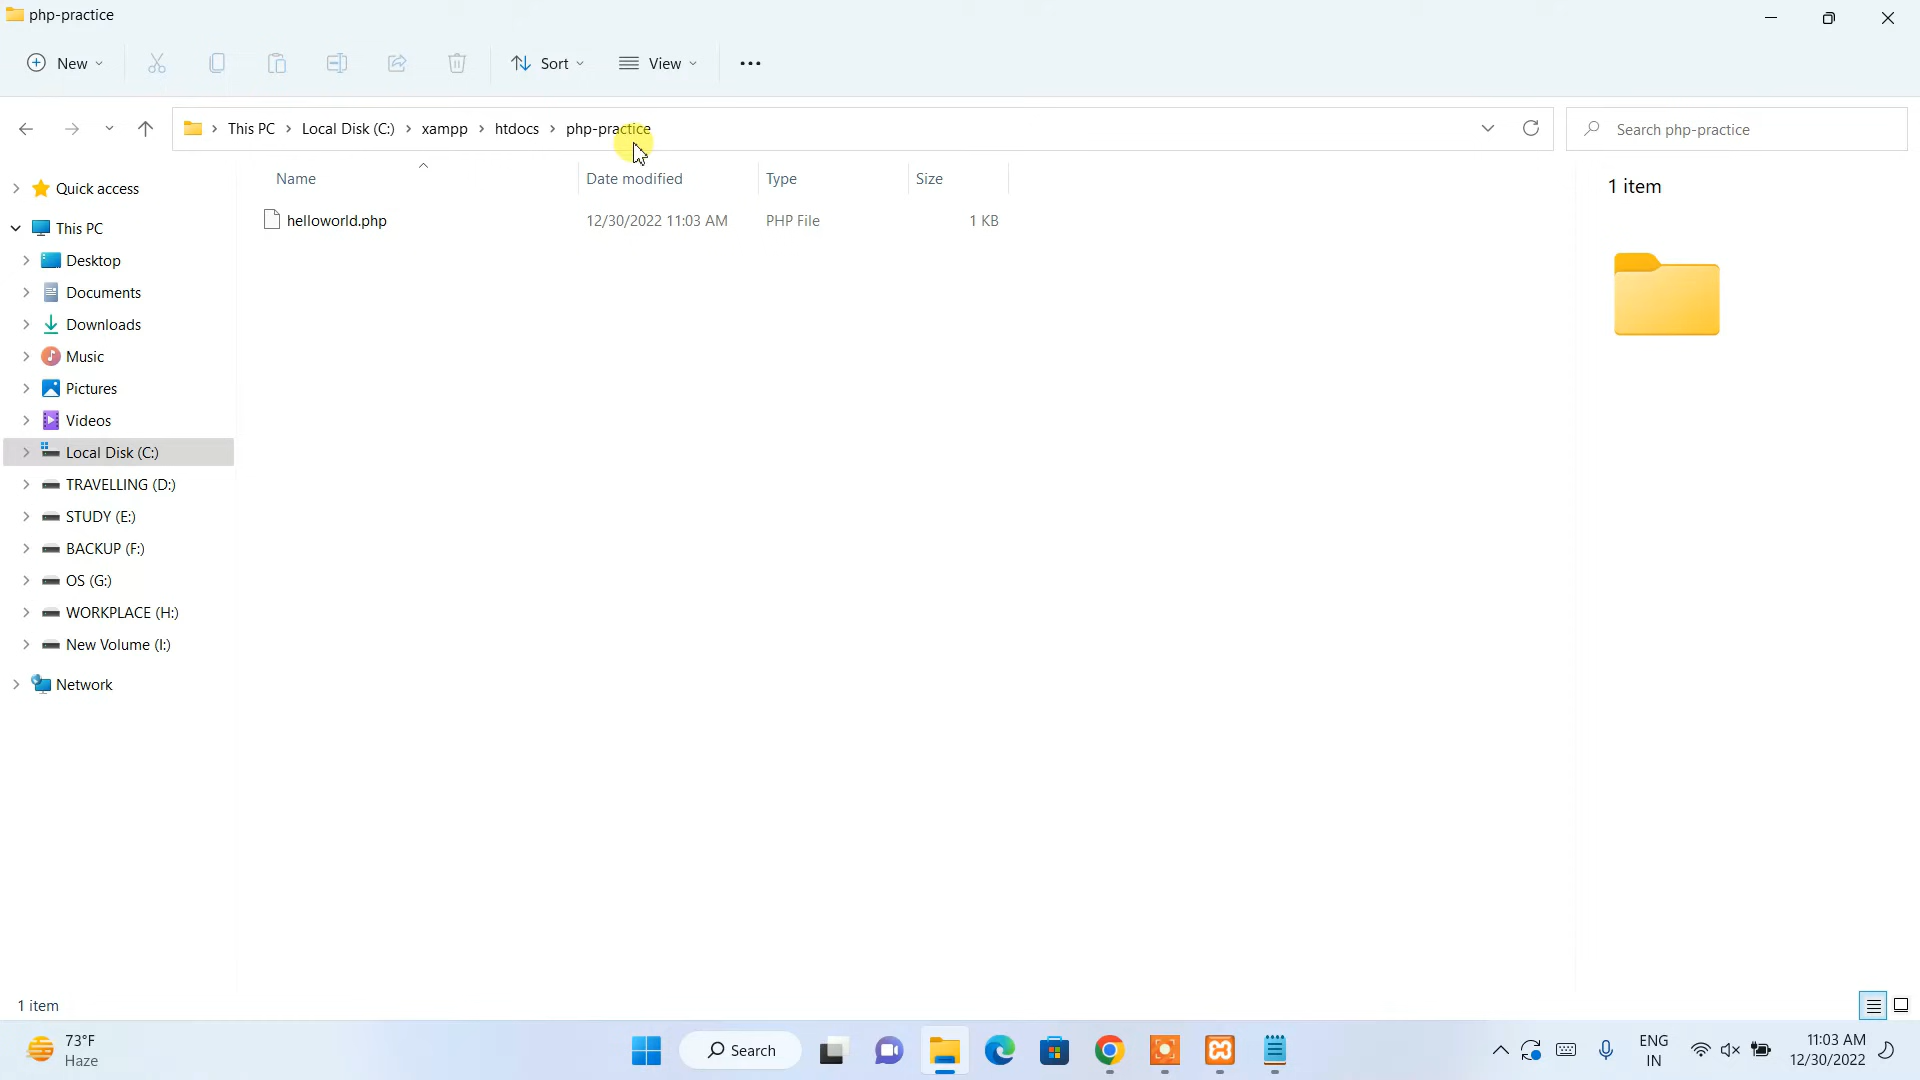 php-practice
New
Sort
View
This PC
Local Disk (C:)
xampp
htdocs
php-practice
Search php-practice
Name
Date modified
Type
Size
helloworld.php
12/30/2022 11:03 AM
PHP File
1 KB
1 item
Quick access
This PC
Desktop
Documents
Downloads
Music
Pictures
Videos
Local Disk (C:)
TRAVELLING (D:)
STUDY (E:)
BACKUP (F:)
OS (G:)
WORKPLACE (H:)
New Volume (I:)
Network
1 item
73°F
Haze
Search
ENG
IN
11:03 AM
12/30/2022